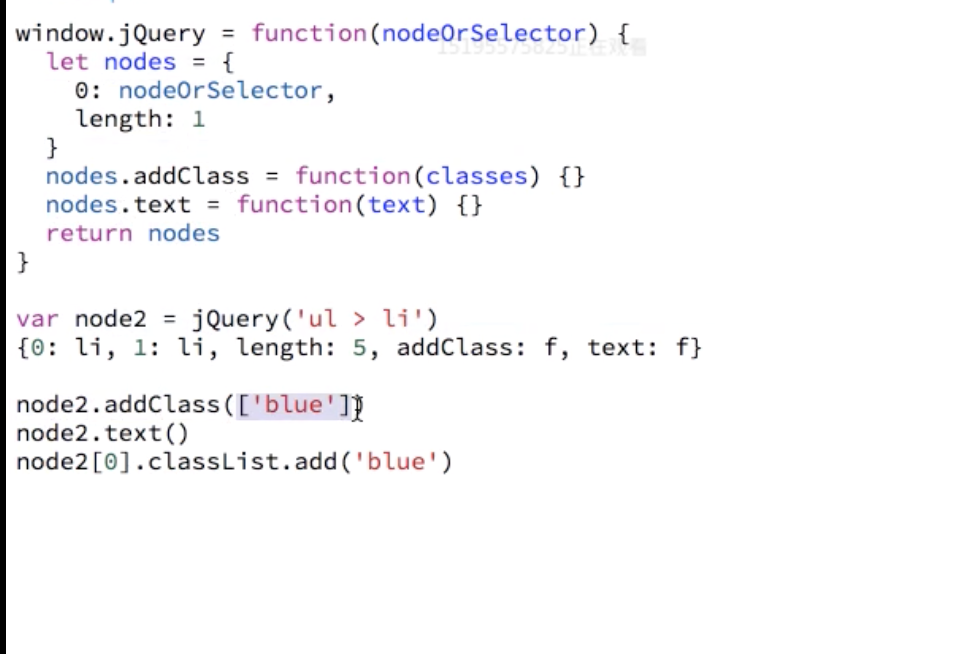 window.jQuery = function(nodeOrSelector) {
15195575825正在观看
let nodes = {
0: nodeOrSelector,
length: 1
}
nodes.addClass = function(classes) {}
nodes.text = function(text) {}
return nodes
}
var node2 = jQuery('ul > li')
{0: li, 1: li, length: 5, addClass: f, text: f}
node2.addClass(['blue'])
node2.text()
node2[0].classList.add('blue')